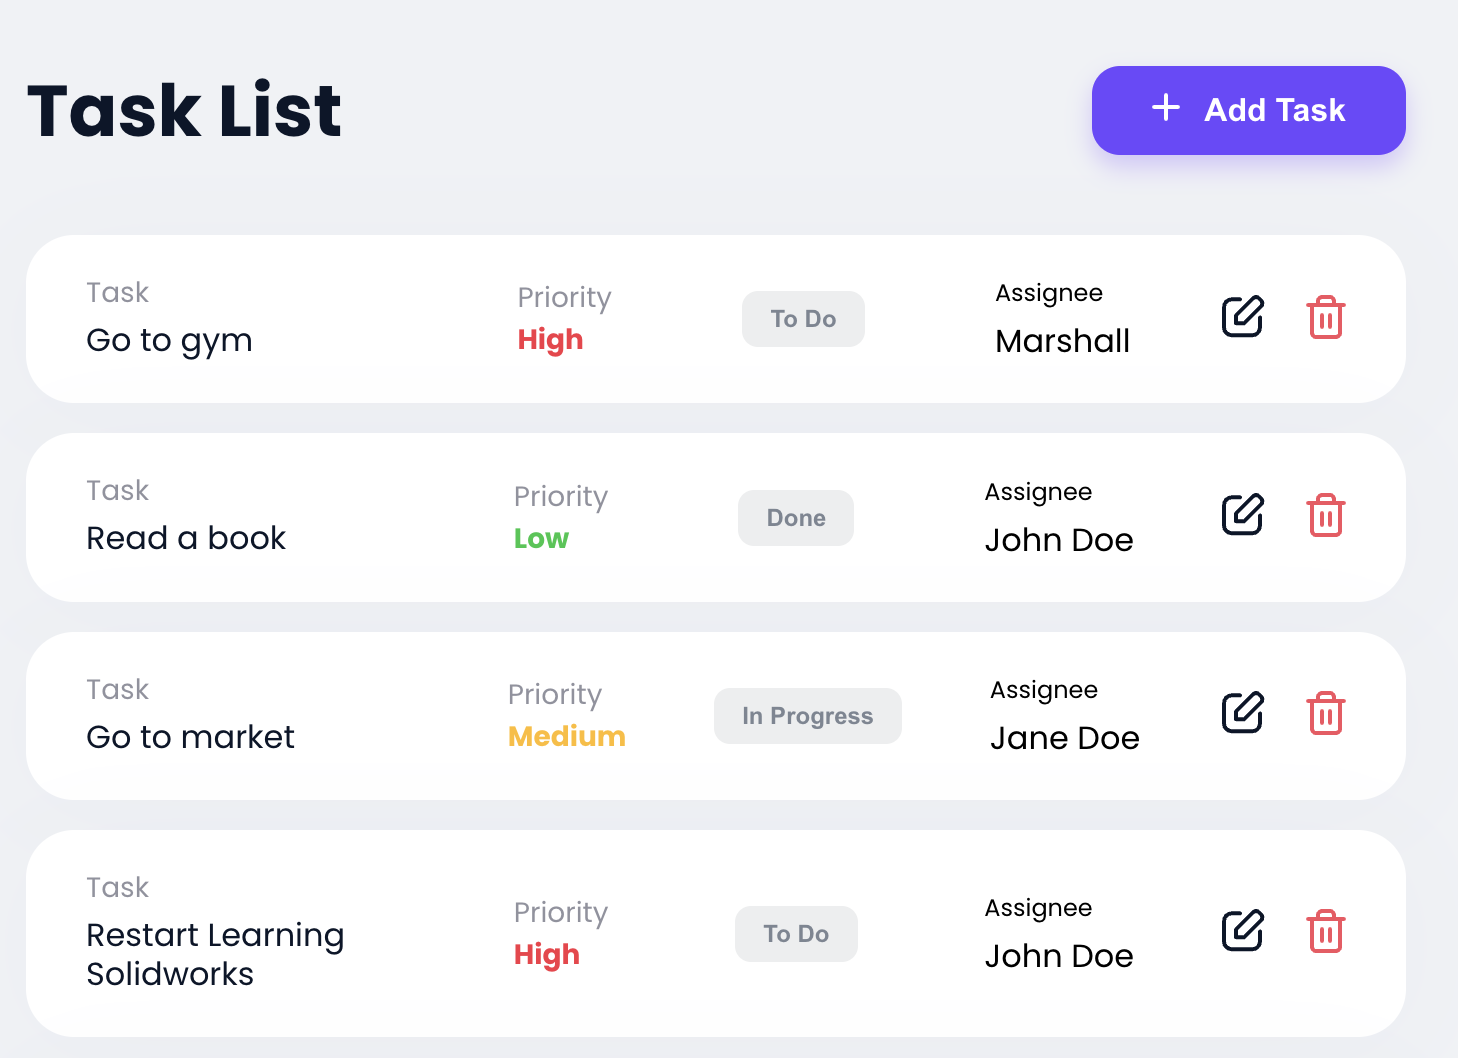 Task List
Add Task
Task
Priority
Assignee
Go to gym
High
To Do
Marshall
Task
Priority
Assignee
Read a book
Low
Done
John Doe
Task
Priority
Assignee
Go to market
Medium
In Progress
Jane Doe
Task
Priority
Assignee
Restart Learning
Solidworks
High
To Do
John Doe